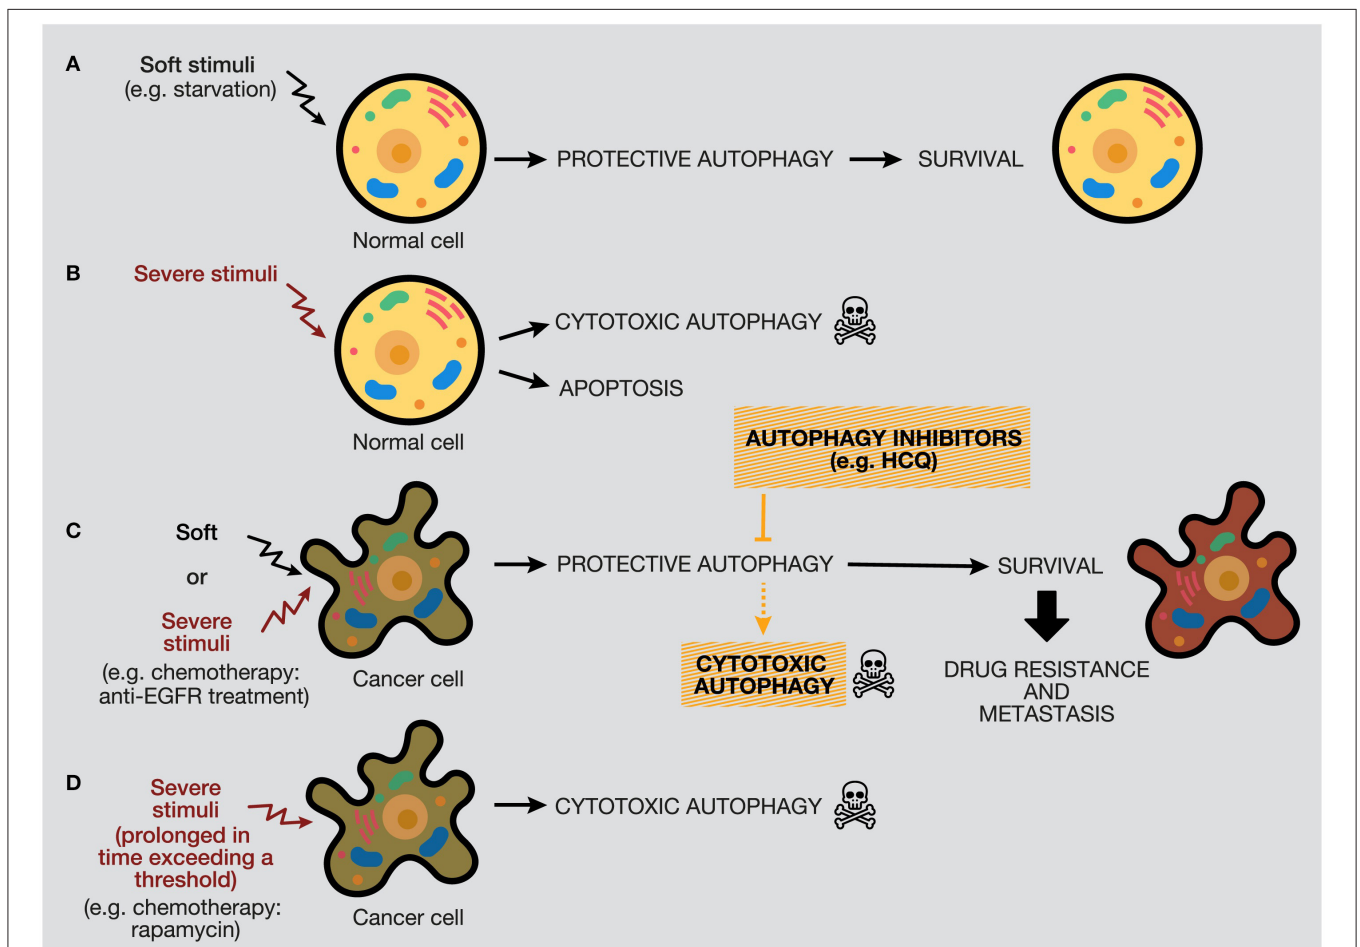 A
Soft stimuli
(e.g. starvation)
PROTECTIVE AUTOPHAGY
SURVIVAL
Normal cell
B
Severe stimuli
CYTOTOXIC AUTOPHAGY
APOPTOSIS
Normal cell
AUTOPHAGY INHIBITORS
(e.g. HCQ)
C
Soft
or
Severe
stimuli
(e.g. chemotherapy:
anti-EGFR treatment)
Cancer cell
PROTECTIVE AUTOPHAGY
SURVIVAL
CYTOTOXIC
AUTOPHAGY
DRUG RESISTANCE
AND
METASTASIS
D
Severe
stimuli
(prolonged in
time exceeding a
threshold)
(e.g. chemotherapy:
rapamycin)
Cancer cell
CYTOTOXIC AUTOPHAGY